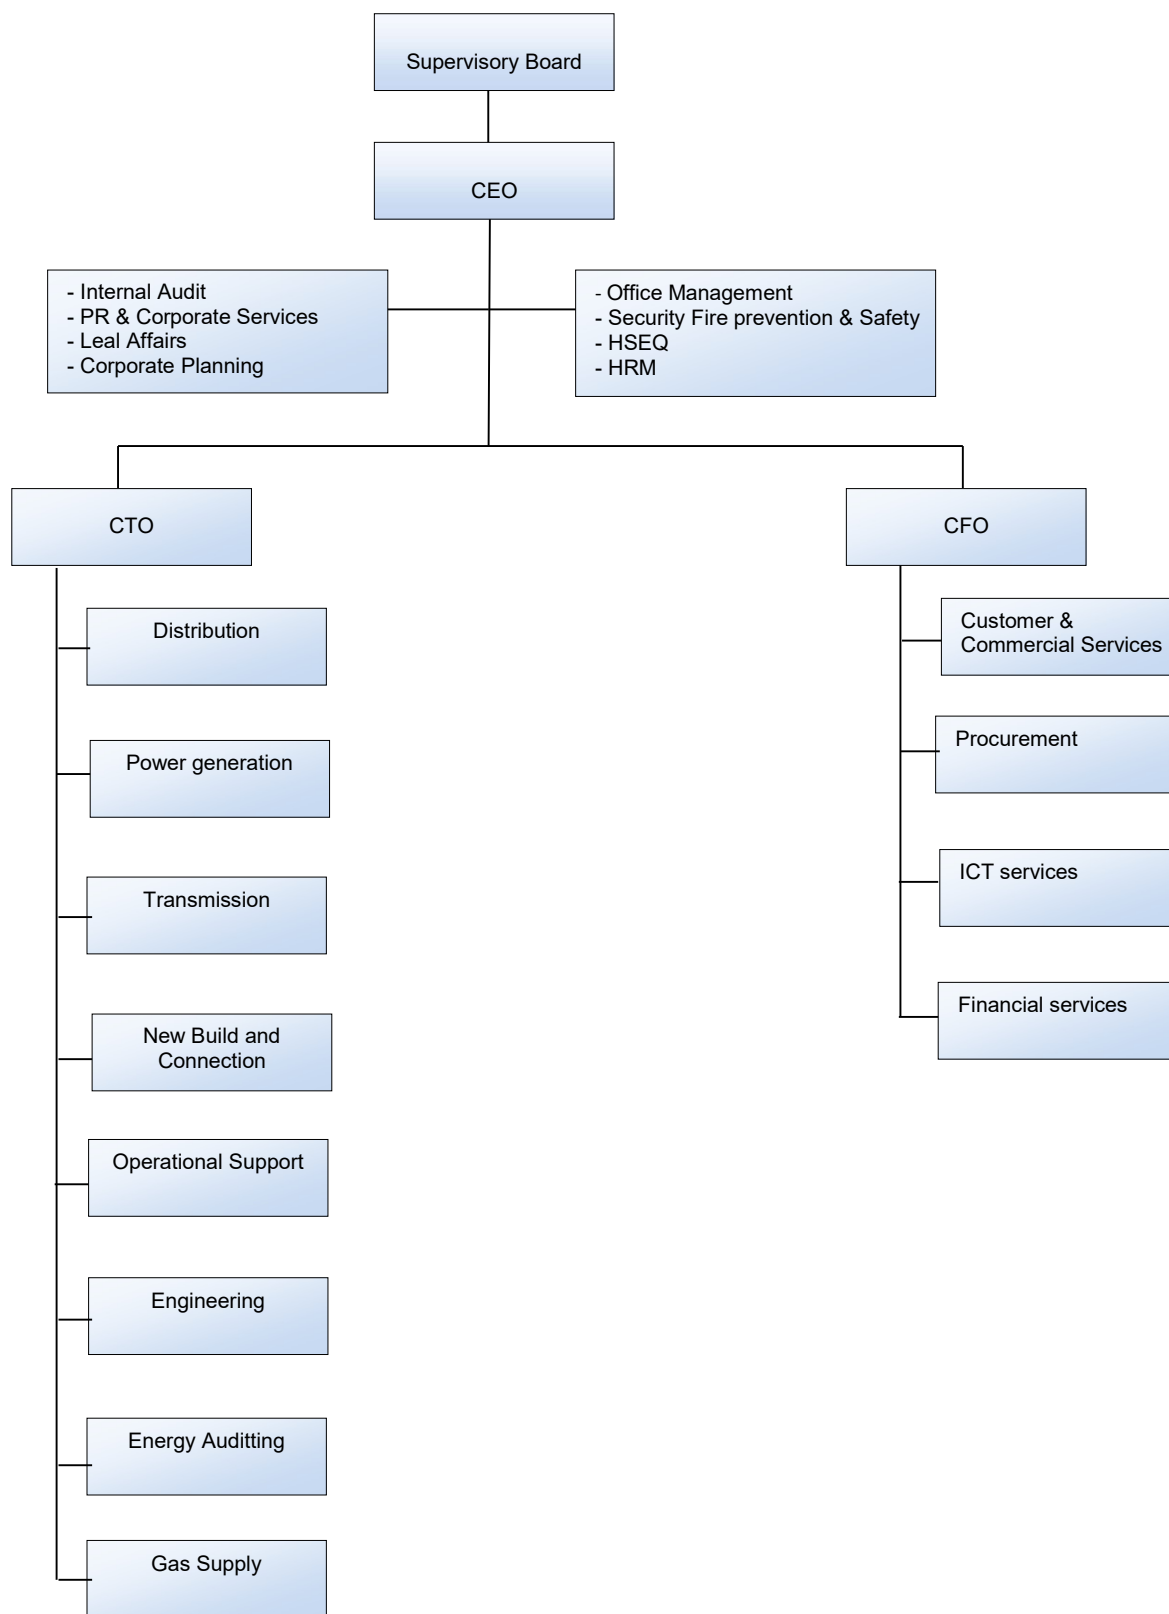 Supervisory Board
CEO
- Internal Audit
- PR & Corporate Services
- Leal Affairs
- Corporate Planning
- Office Management
- Security Fire prevention & Safety
- HSEQ
- HRM
CTO
CFO
Distribution
Power generation
Transmission
New Build and
Connection
Operational Support
Engineering
Energy Auditting
Gas Supply
Customer &
Commercial Services
Procurement
ICT services
Financial services